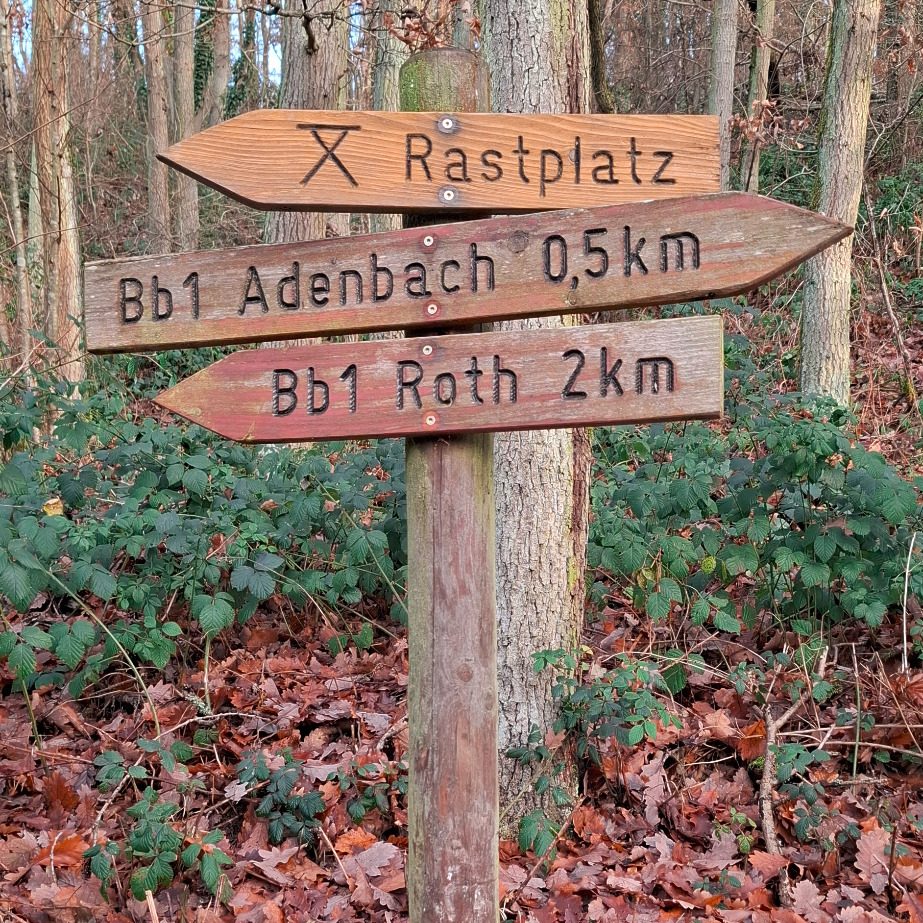 Rastplatz
Bb1 Adenbach 0,5km
Bb1 Roth 2km